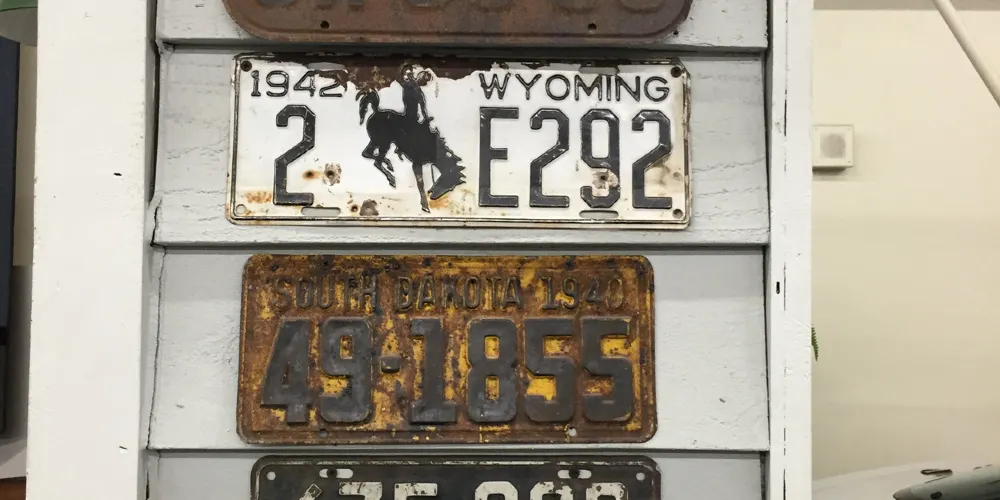 1942 WYOMING
2 E292
SOUTH DAKOTA 1940
49-1855